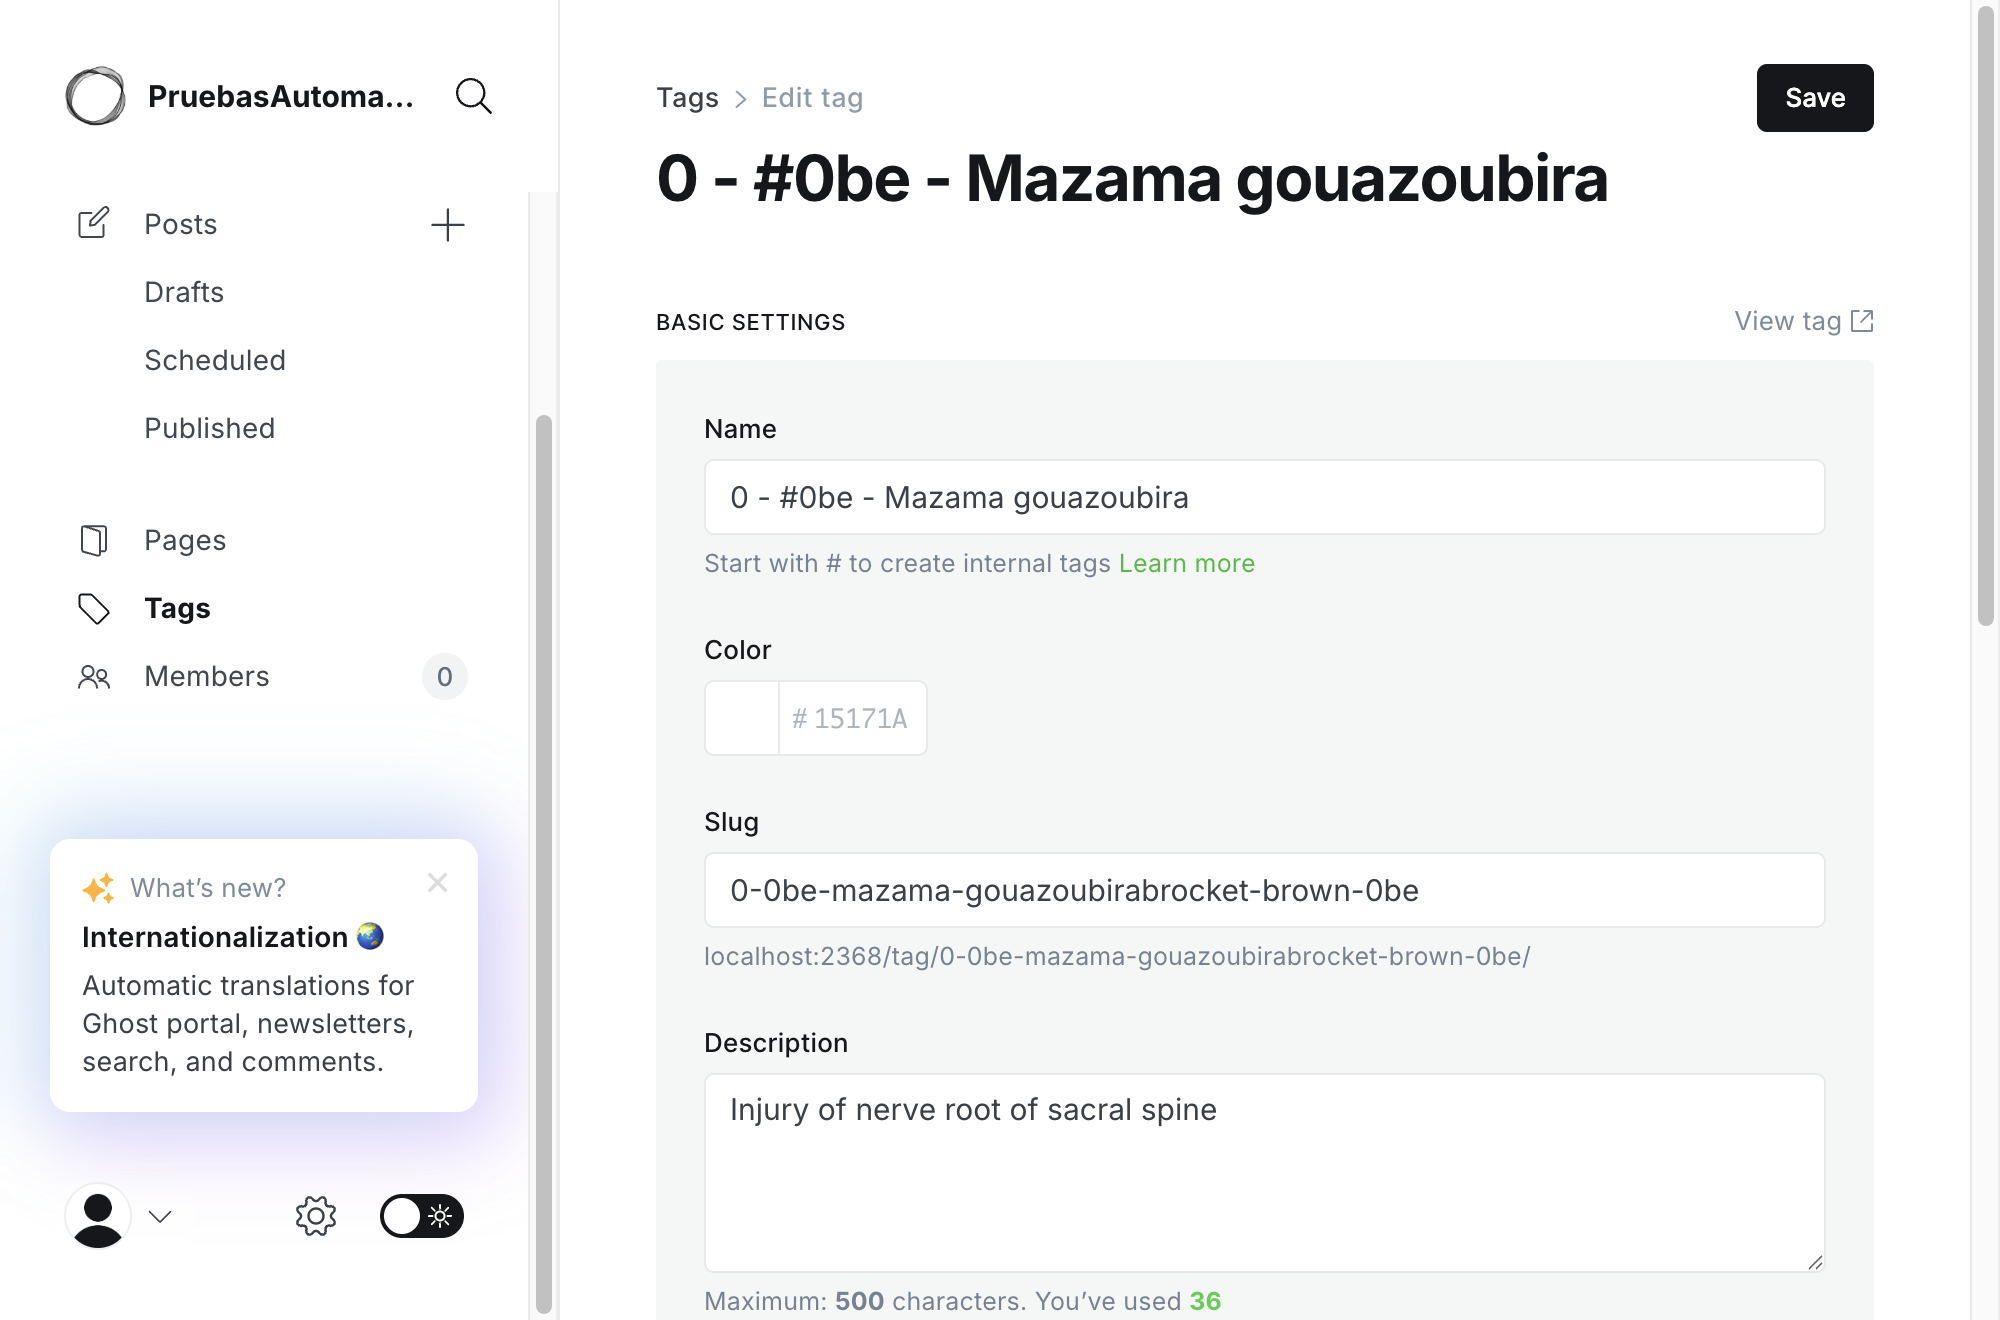 PruebasAutoma...
Posts
Drafts
Scheduled
Published
Pages
Tags
Members
0
What's new?
Internationalization 🌏
Automatic translations for
Ghost portal, newsletters,
search, and comments.
Tags > Edit tag
Save
0 - #0be - Mazama gouazoubira
BASIC SETTINGS
View tag
Name
0 - #0be - Mazama gouazoubira
Start with # to create internal tags Learn more
Color
# 15171A
Slug
0-0be-mazama-gouazoubirabrocket-brown-0be
localhost:2368/tag/0-0be-mazama-gouazoubirabrocket-brown-0be/
Description
Injury of nerve root of sacral spine
Maximum: 500 characters. You've used 36